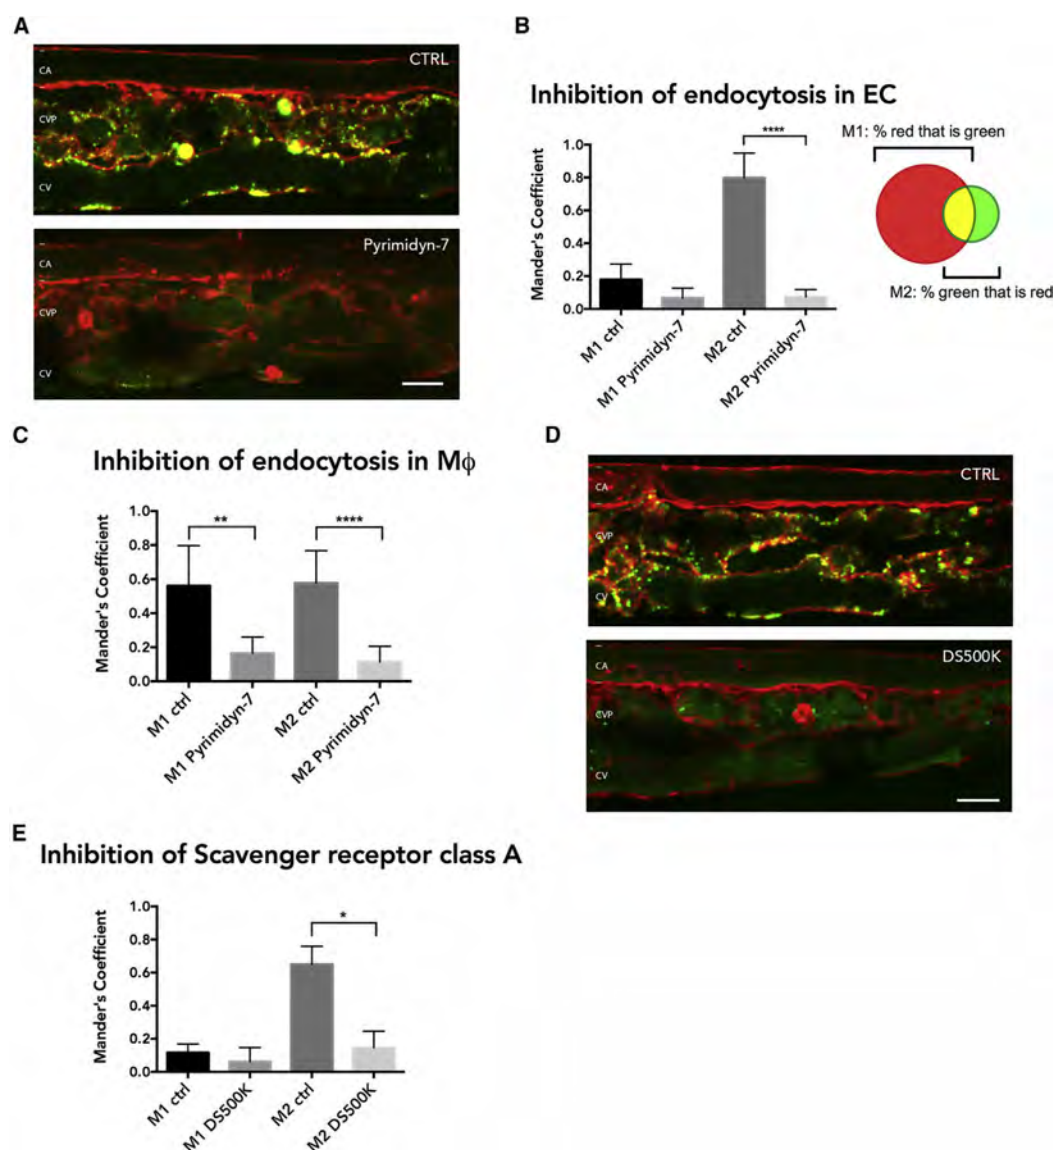 A
CTRL
CA
CVP
CV
Pyrimidyn-7
CA
CVP
CV
B
Inhibition of endocytosis in EC
Mander's Coefficient
1.0
0.8
0.6
0.4
0.2
0.0
****
M1 ctrl
M1 Pyrimidyn-7
M2 ctrl
M2 Pyrimidyn-7
M1: % red that is green
M2: % green that is red
C
Inhibition of endocytosis in Mϕ
Mander's Coefficient
1.0
0.8
0.6
0.4
0.2
0.0
**
****
M1 ctrl
M1 Pyrimidyn-7
M2 ctrl
M2 Pyrimidyn-7
D
CTRL
CA
CVP
CV
DS500K
CA
CVP
CV
E
Inhibition of Scavenger receptor class A
Mander's Coefficient
1.0
0.8
0.6
0.4
0.2
0.0
*
M1 ctrl
M1 DS500K
M2 ctrl
M2 DS500K